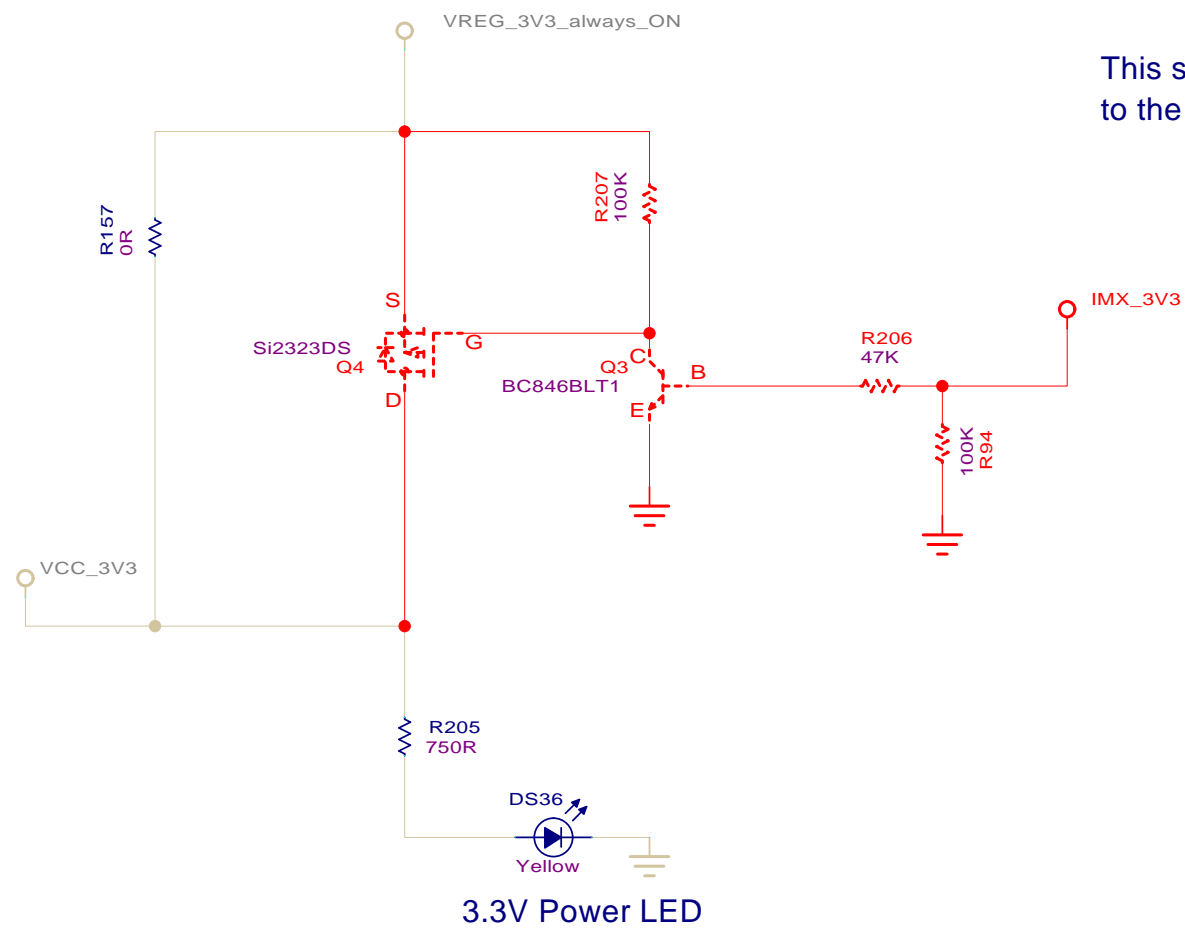 VREG_3V3_always_ON
This s
to the
R157
0R
R207
100K
S
G
Si2323DS
Q4
D
Q3
C
BC846BLT1
B
E
R206
47K
IMX_3V3
100K
R94
VCC_3V3
R205
750R
DS36
Yellow
3.3V Power LED